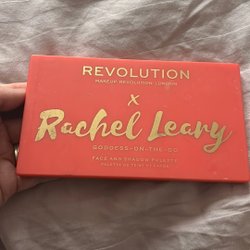 REVOLUTION
MAKEUP REVOLUTION LONDON
X
Rachel Leary
GODDESS-ON-THE-GO
FACE AND SHADOW PALETTE